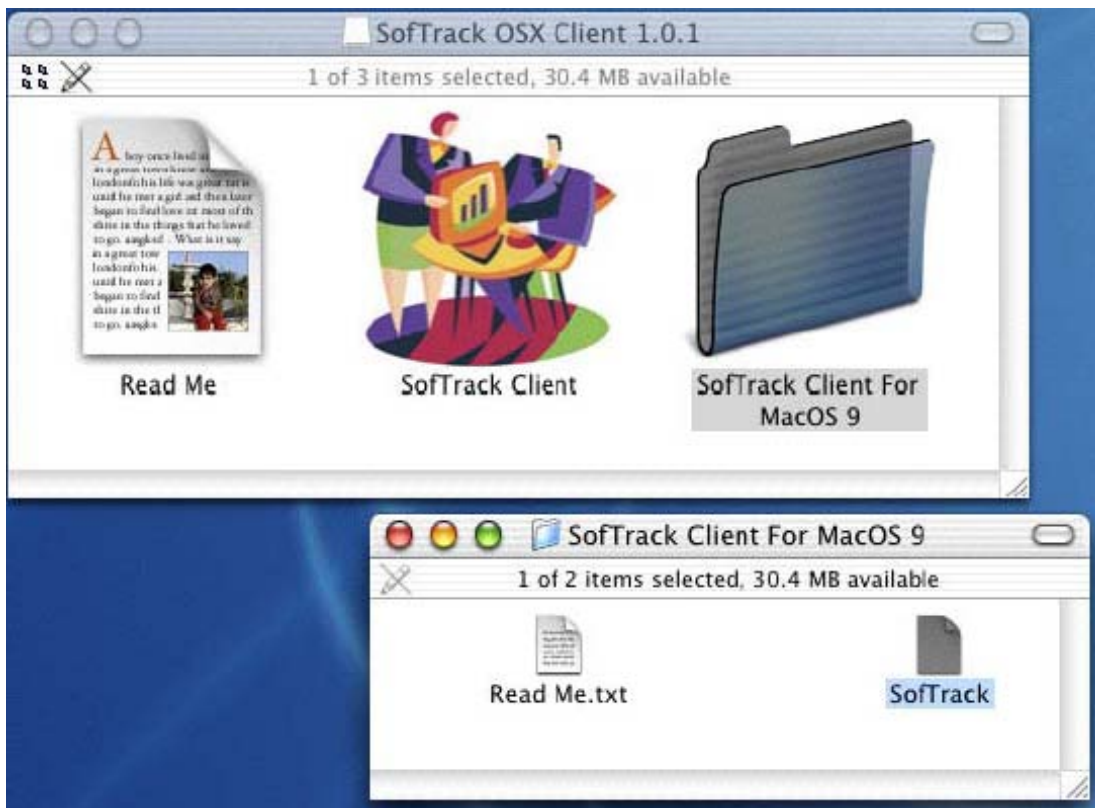 SofTrack OSX Client 1.0.1
1 of 3 items selected, 30.4 MB available
Read Me
SofTrack Client
SofTrack Client For
MacOS 9
SofTrack Client For MacOS 9
1 of 2 items selected, 30.4 MB available
Read Me.txt
SofTrack